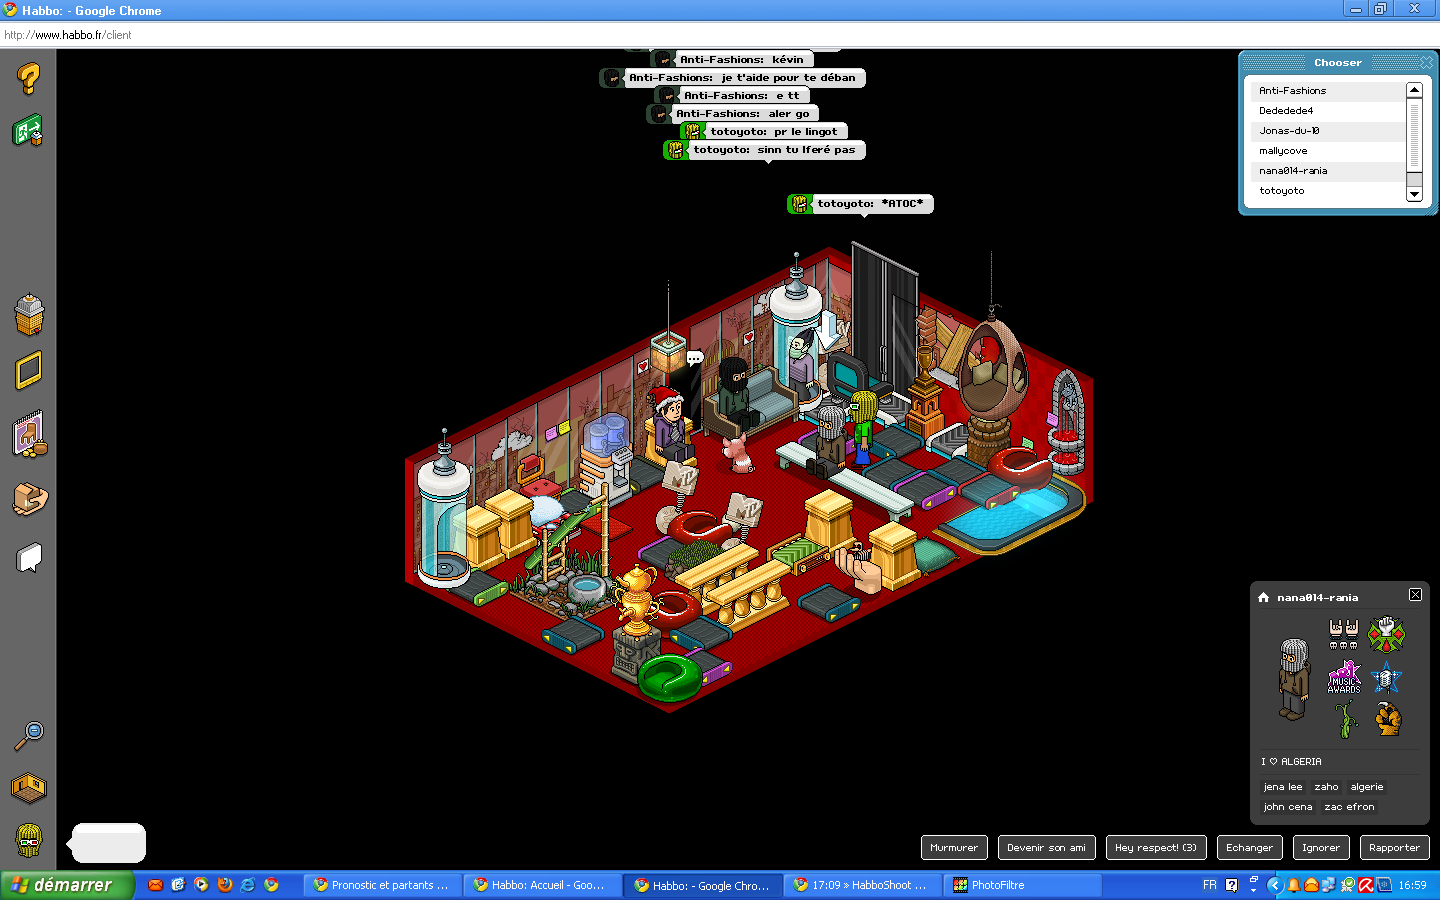 Habbo: - Google Chrome
http://www.habbo.fr/client
Anti-Fashions: kévin
Anti-Fashions: je t'aide pour te déban
Anti-Fashions: e tt
Anti-Fashions: aler go
totoyoto: pr le lingot
totoyoto: sinn tu lferé pas
totoyoto: *ATOC*
Chooser
Anti-Fashions
Dededede4
Jonas-du-10
mallycove
nana014-rania
totoyoto
nana014-rania
MUSIC
AWARDS
I ♡ ALGERIA
jena lee zaho algerie
john cena zac efron
Murmurer Devenir son ami Hey respect! (3) Echanger Ignorer Rapporter
démarrer
Pronostic et partants ...
Habbo: Accueil - Goo...
Habbo: - Google Chro...
17:09 » HabboShoot ...
PhotoFiltre
FR
16:59